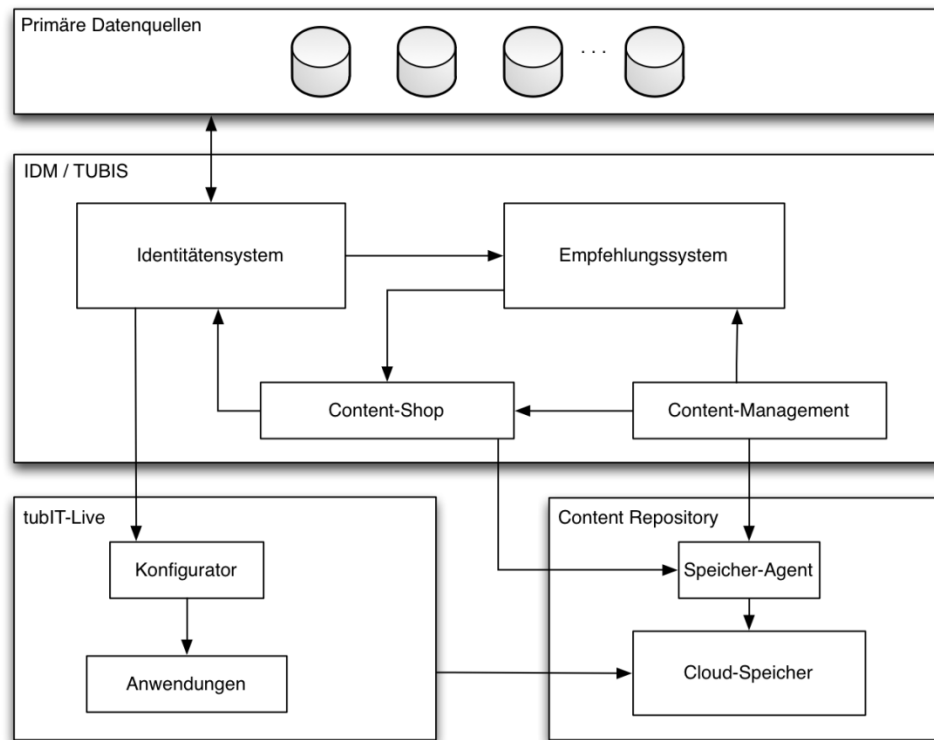 Primäre Datenquellen
. . .
IDM / TUBIS
Identitätensystem
Empfehlungssystem
Content-Shop
Content-Management
tubIT-Live
Content Repository
Konfigurator
Speicher-Agent
Anwendungen
Cloud-Speicher